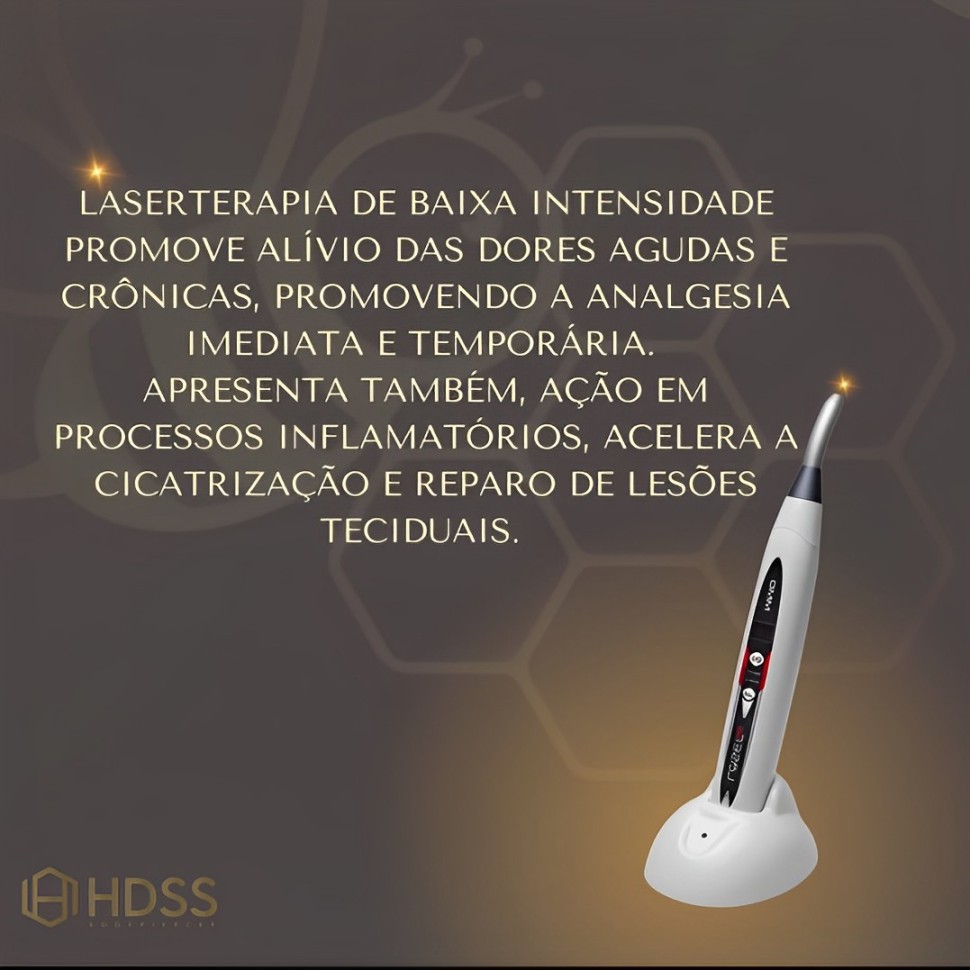 LASERTERAPIA DE BAIXA INTENSIDADE
PROMOVE ALÍVIO DAS DORES AGUDAS E
CRÔNICAS, PROMOVENDO A ANALGESIA
IMEDIATA E TEMPORÁRIA.
APRESENTA TAMBÉM, AÇÃO EM
PROCESSOS INFLAMATÓRIOS, ACELERA A
CICATRIZAÇÃO E REPARO DE LESÕES
TECIDUAIS.
HDSS